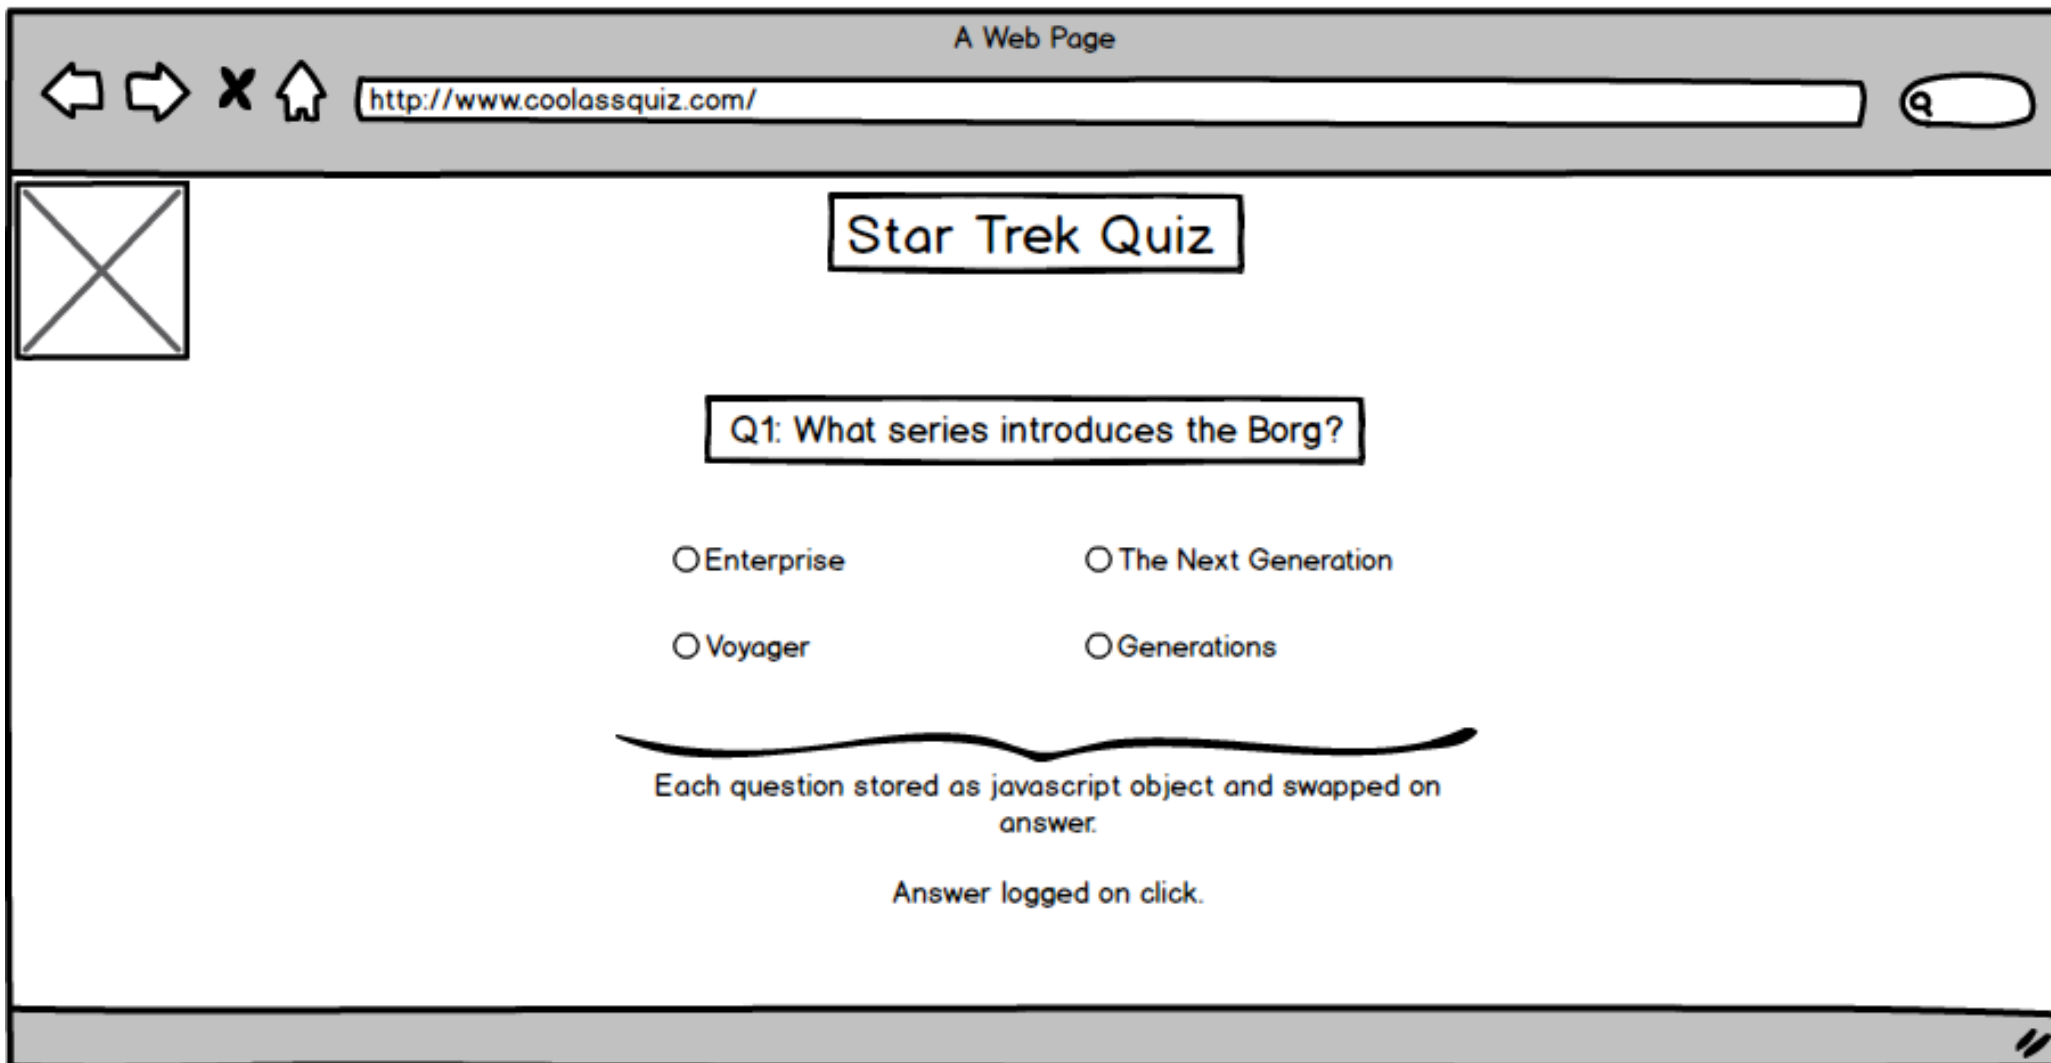 A Web Page
http://www.coolassquiz.com/
Star Trek Quiz
Q1: What series introduces the Borg?
Enterprise
The Next Generation
Voyager
Generations
Each question stored as javascript object and swapped on
answer.
Answer logged on click.